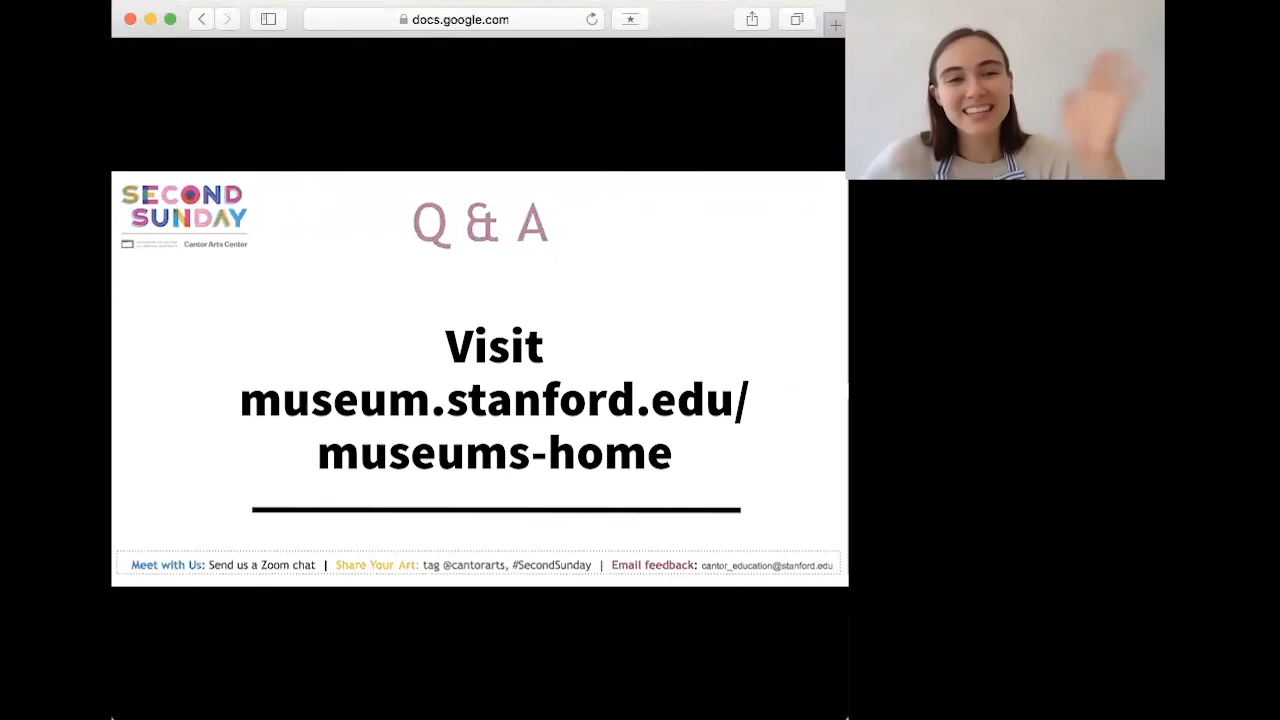 docs.google.com
SECOND
SUNDAY
Cantor Arts Center
Q & A
Visit
museum.stanford.edu/
museums-home
Meet with Us: Send us a Zoom chat | Share Your Art: tag @cantorarts, #SecondSunday | Email feedback: cantor_education@stanford.edu